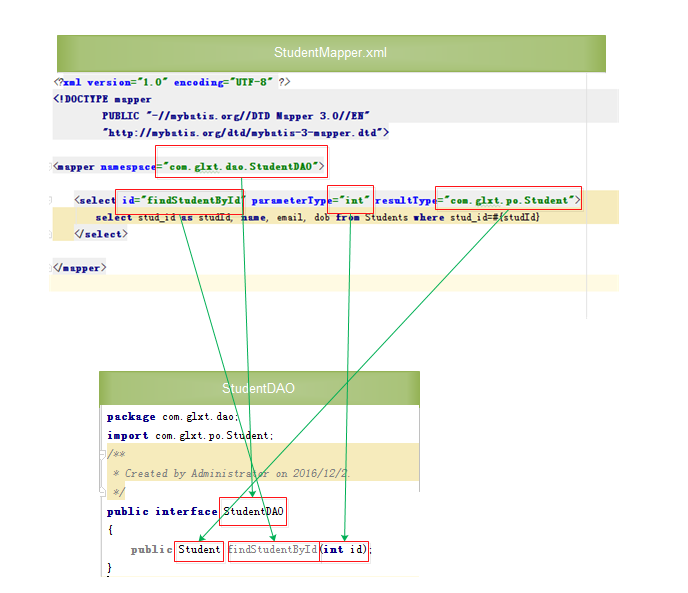 StudentMapper.xml
<?xml version="1.0" encoding="UTF-8" ?>
<!DOCTYPE mapper
PUBLIC "-//mybatis.org//DTD Mapper 3.0//EN"
"http://mybatis.org/dtd/mybatis-3-mapper.dtd">
<mapper namespace="com.glxt.dao.StudentDAO">
<select id="findStudentById" parameterType="int" resultType="com.glxt.po.Student">
select stud_id as studId, name, email, dob from Students where stud_id=#{studId}
</select>
</mapper>
StudentDAO
package com.glxt.dao;
import com.glxt.po.Student;
/**
* Created by Administrator on 2016/12/2.
*/
public interface StudentDAO
{
public Student findStudentById(int id);
}